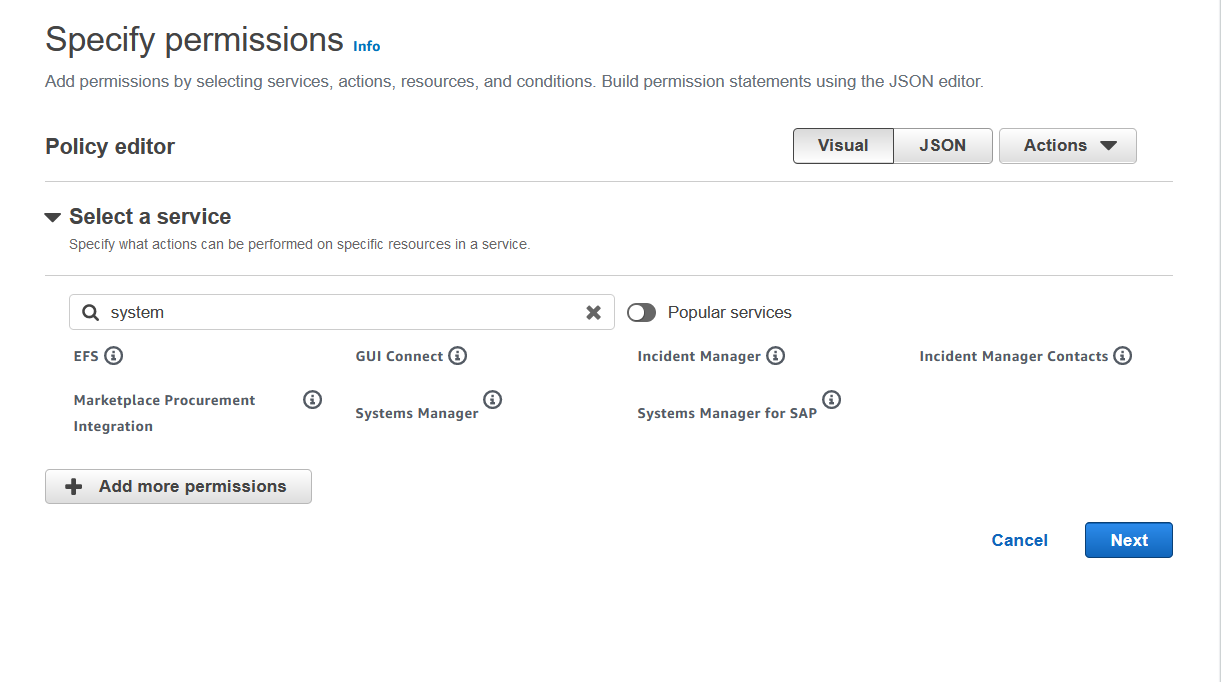 Specify permissions Info
Add permissions by selecting services, actions, resources, and conditions. Build permission statements using the JSON editor.
Policy editor
Visual JSON Actions
Select a service
Specify what actions can be performed on specific resources in a service.
system
Popular services
EFS
GUI Connect
Incident Manager
Incident Manager Contacts
Marketplace Procurement
Integration
Systems Manager
Systems Manager for SAP
Add more permissions
Cancel
Next